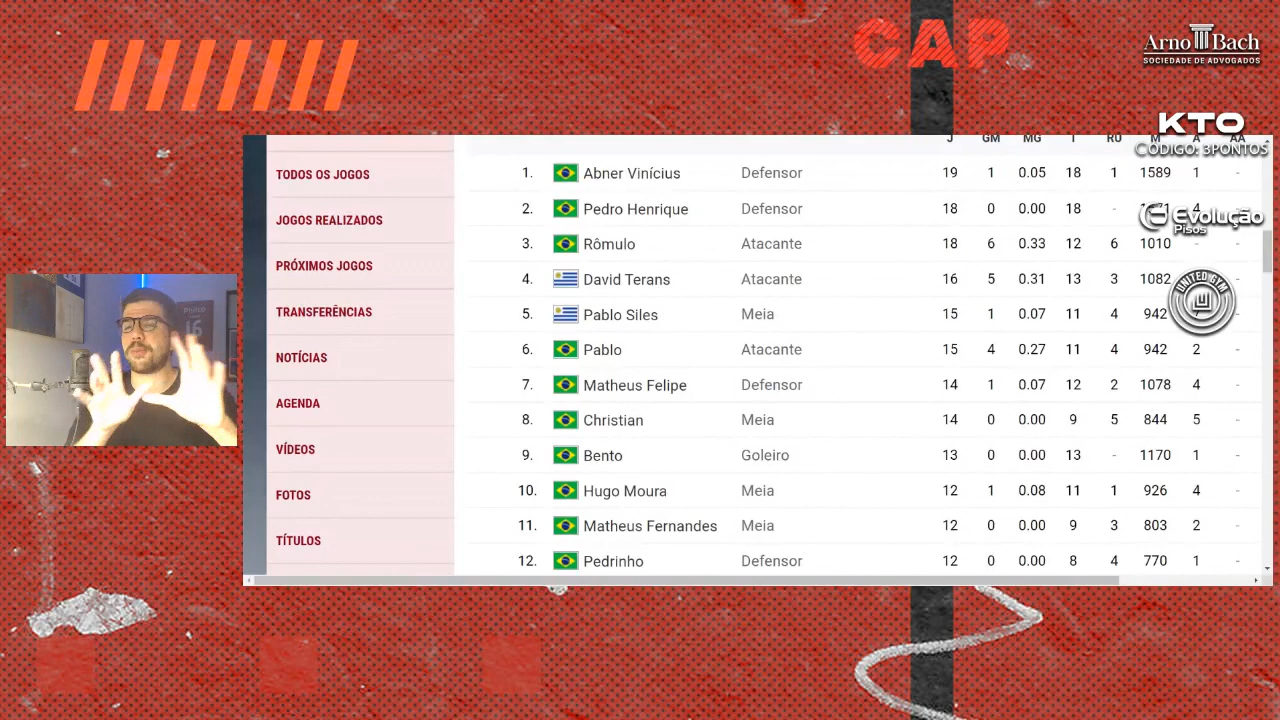 CAP
Arno Bach
SOCIEDADE DE ADVOGADOS
KTO
CÓDIGO: 3PONTOS
Evolução
Pisos
UNITED GYM
J GM MG T RU M A AA
TODOS OS JOGOS
JOGOS REALIZADOS
PRÓXIMOS JOGOS
TRANSFERÊNCIAS
NOTÍCIAS
AGENDA
VÍDEOS
FOTOS
TÍTULOS
1. Abner Vinícius Defensor 19 1 0.05 18 1 1589 1 -
2. Pedro Henrique Defensor 18 0 0.00 18 - 4
3. Rômulo Atacante 18 6 0.33 12 6 1010 - -
4. David Terans Atacante 16 5 0.31 13 3 1082
5. Pablo Siles Meia 15 1 0.07 11 4 942 -
6. Pablo Atacante 15 4 0.27 11 4 942 2 -
7. Matheus Felipe Defensor 14 1 0.07 12 2 1078 4 -
8. Christian Meia 14 0 0.00 9 5 844 5 -
9. Bento Goleiro 13 0 0.00 13 - 1170 1 -
10. Hugo Moura Meia 12 1 0.08 11 1 926 4 -
11. Matheus Fernandes Meia 12 0 0.00 9 3 803 2 -
12. Pedrinho Defensor 12 0 0.00 8 4 770 1 -
16